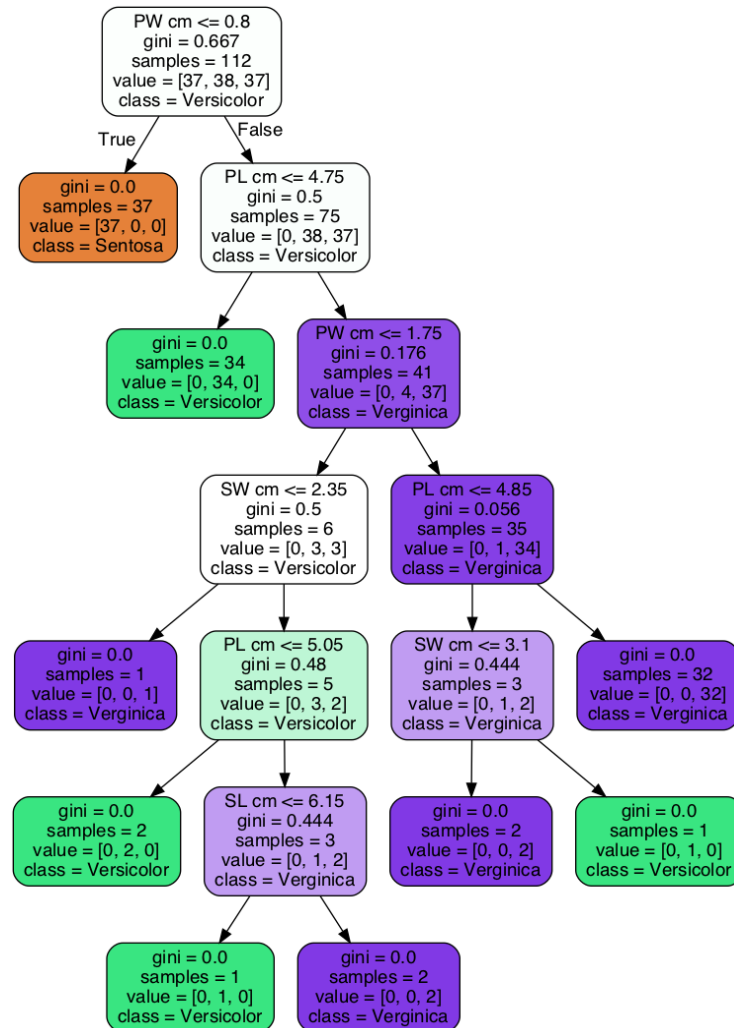 PW cm <= 0.8
gini = 0.667
samples = 112
value = [37, 38, 37]
class = Versicolor
True
False
gini = 0.0
samples = 37
value = [37, 0, 0]
class = Sentosa
PL cm <= 4.75
gini = 0.5
samples = 75
value = [0, 38, 37]
class = Versicolor
gini = 0.0
samples = 34
value = [0, 34, 0]
class = Versicolor
PW cm <= 1.75
gini = 0.176
samples = 41
value = [0, 4, 37]
class = Verginica
SW cm <= 2.35
gini = 0.5
samples = 6
value = [0, 3, 3]
class = Versicolor
PL cm <= 4.85
gini = 0.056
samples = 35
value = [0, 1, 34]
class = Verginica
gini = 0.0
samples = 1
value = [0, 0, 1]
class = Verginica
PL cm <= 5.05
gini = 0.48
samples = 5
value = [0, 3, 2]
class = Versicolor
SW cm <= 3.1
gini = 0.444
samples = 3
value = [0, 1, 2]
class = Verginica
gini = 0.0
samples = 32
value = [0, 0, 32]
class = Verginica
gini = 0.0
samples = 2
value = [0, 2, 0]
class = Versicolor
SL cm <= 6.15
gini = 0.444
samples = 3
value = [0, 1, 2]
class = Verginica
gini = 0.0
samples = 2
value = [0, 0, 2]
class = Verginica
gini = 0.0
samples = 1
value = [0, 1, 0]
class = Versicolor
gini = 0.0
samples = 1
value = [0, 1, 0]
class = Versicolor
gini = 0.0
samples = 2
value = [0, 0, 2]
class = Verginica